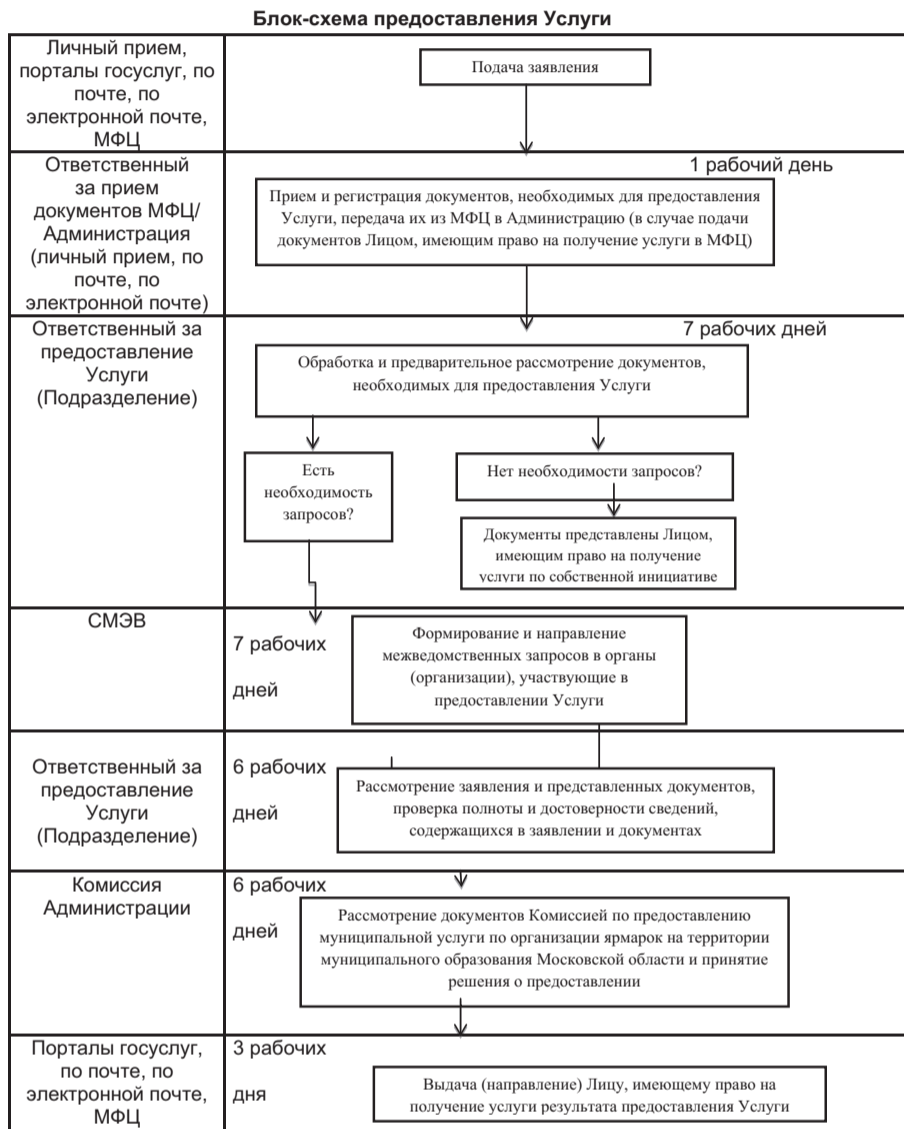 Блок-схема предоставления Услуги
Личный прием,
порталы госуслуг, по
почте, по
электронной почте,
МФЦ
Подача заявления
Ответственный
за прием
документов МФЦ/
Администрация
(личный прием, по
почте, по
электронной почте)
1 рабочий день
Прием и регистрация документов, необходимых для предоставления
Услуги, передача их из МФЦ в Администрацию (в случае подачи
документов Лицом, имеющим право на получение услуги в МФЦ)
Ответственный за
предоставление
Услуги
(Подразделение)
7 рабочих дней
Обработка и предварительное рассмотрение документов,
необходимых для предоставления Услуги
Есть
необходимость
запросов?
Нет необходимости запросов?
Документы представлены Лицом,
имеющим право на получение
услуги по собственной инициативе
СМЭВ
7 рабочих
дней
Формирование и направление
межведомственных запросов в органы
(организации), участвующие в
предоставлении Услуги
Ответственный за
предоставление
Услуги
(Подразделение)
6 рабочих
дней
Рассмотрение заявления и представленных документов,
проверка полноты и достоверности сведений,
содержащихся в заявлении и документах
Комиссия
Администрации
6 рабочих
дней
Рассмотрение документов Комиссией по предоставлению
муниципальной услуги по организации ярмарок на территории
муниципального образования Московской области и принятие
решения о предоставлении
Порталы госуслуг,
по почте, по
электронной почте,
МФЦ
3 рабочих
дня
Выдача (направление) Лицу, имеющему право на
получение услуги результата предоставления Услуги